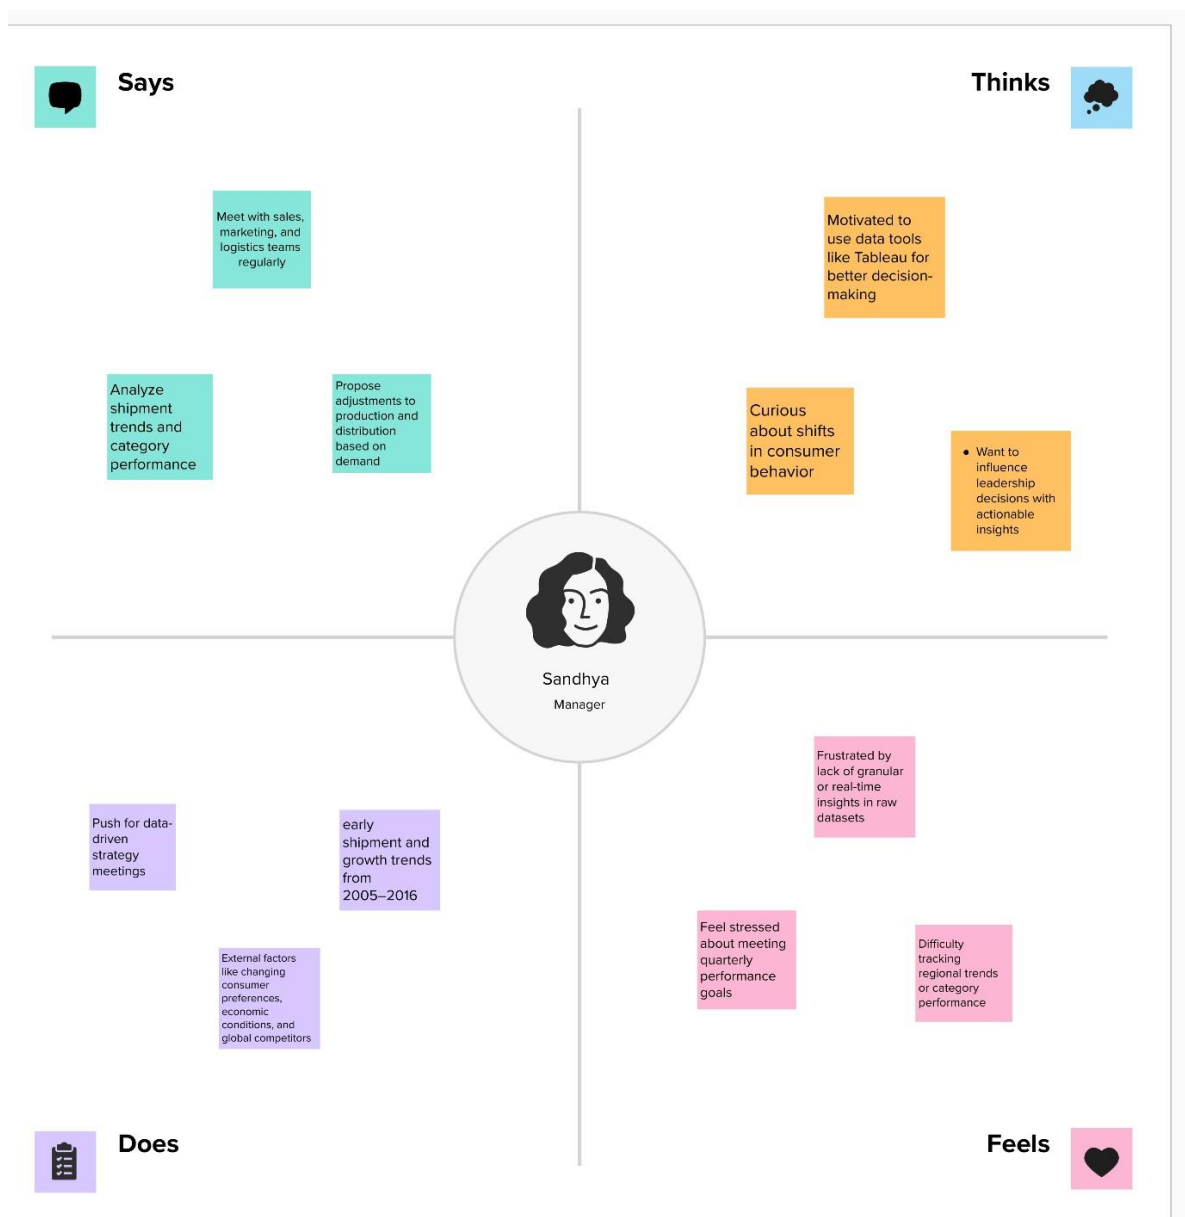 Says
Thinks
Meet with sales,
marketing, and
logistics teams
regularly
Analyze
shipment
trends and
category
performance
Propose
adjustments to
production and
distribution
based on
demand
Motivated to
use data tools
like Tableau for
better decision-
making
Curious
about shifts
in consumer
behavior
• Want to
influence
leadership
decisions with
actionable
insights
Sandhya
Manager
Push for data-
driven
strategy
meetings
early
shipment and
growth trends
from
2005–2016
External factors
like changing
consumer
preferences,
economic
conditions, and
global competitors
Frustrated by
lack of granular
or real-time
insights in raw
datasets
Feel stressed
about meeting
quarterly
performance
goals
Difficulty
tracking
regional trends
or category
performance
Does
Feels